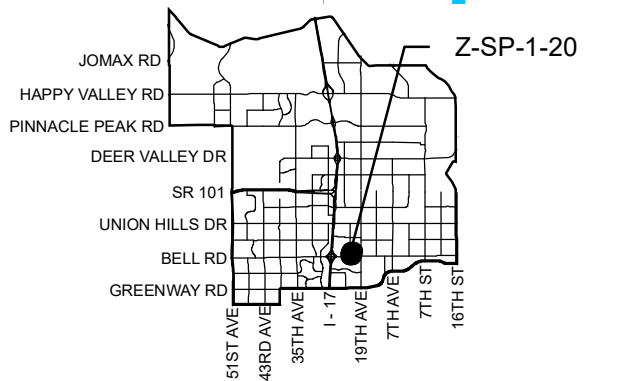 Z-SP-1-20
JOMAX RD
HAPPY VALLEY RD
PINNACLE PEAK RD
DEER VALLEY DR
SR 101
UNION HILLS DR
BELL RD
GREENWAY RD
51ST AVE
43RD AVE
35TH AVE
I - 17
19TH AVE
7TH AVE
7TH ST
16TH ST